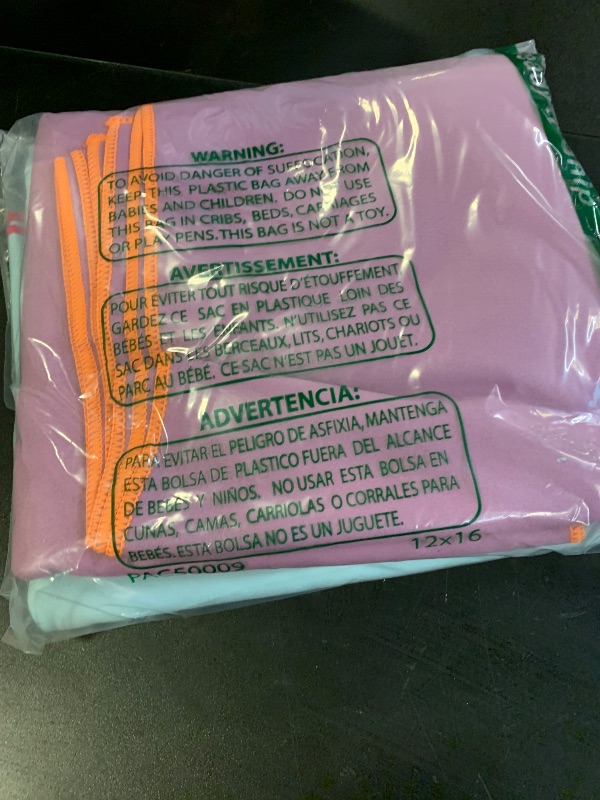 WARNING:
TO AVOID DANGER OF SUFFOCATION,
KEEP THIS PLASTIC BAG AWAY FROM
BABIES AND CHILDREN. DO NOT USE
THIS BAG IN CRIBS, BEDS, CARRIAGES
OR PLAY PENS. THIS BAG IS NOT A TOY.
AVERTISSEMENT:
POUR EVITER TOUT RISQUE D'ÉTOUFFEMENT
GARDEZ CE SAC EN PLASTIQUE LOIN DES
BÉBÉS ET LES ENFANTS. N'UTILISEZ PAS CE
SAC DANS LES BERCEAUX, LITS, CHARIOTS OU
PARC AU BÉBÉ. CE SAC N'EST PAS UN JOUET.
ADVERTENCIA:
PARA EVITAR EL PELIGRO DE ASFIXIA, MANTENGA
ESTA BOLSA DE PLASTICO FUERA DEL ALCANCE
DE BEBES Y NIÑOS. NO USAR ESTA BOLSA EN
CUNAS, CAMAS, CARRIOLAS O CORRALES PARA
BEBÉS. ESTA BOLSA NO ES UN JUGUETE.
12x16
PAC50009